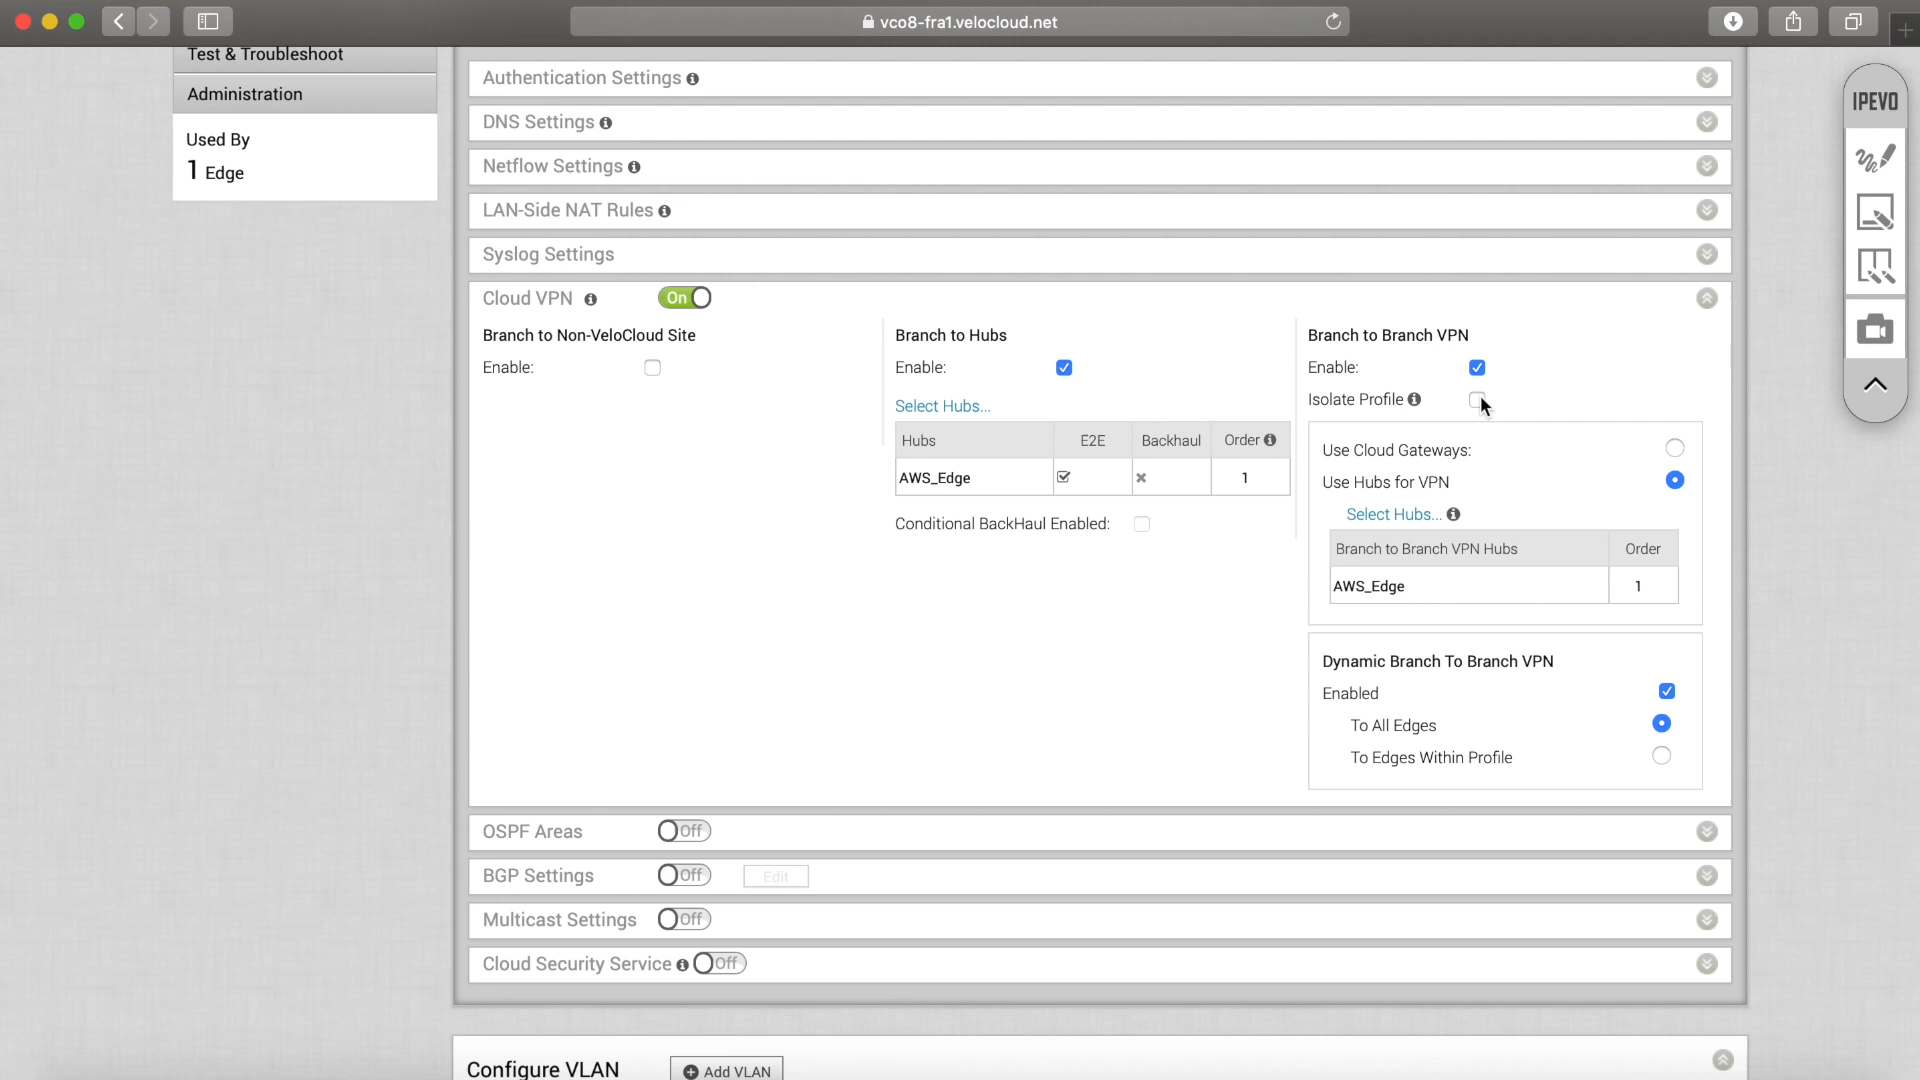 vco8-fra1.velocloud.net
Test & Troubleshoot
Administration
Used By
1 Edge
Authentication Settings
DNS Settings
Netflow Settings
LAN-Side NAT Rules
Syslog Settings
Cloud VPN On
Branch to Non-VeloCloud Site
Enable:
Branch to Hubs
Enable:
Select Hubs...
Hubs E2E Backhaul Order
AWS_Edge 1
Conditional BackHaul Enabled:
Branch to Branch VPN
Enable:
Isolate Profile
Use Cloud Gateways:
Use Hubs for VPN
Select Hubs...
Branch to Branch VPN Hubs Order
AWS_Edge 1
Dynamic Branch To Branch VPN
Enabled
To All Edges
To Edges Within Profile
OSPF Areas Off
BGP Settings Off Edit
Multicast Settings Off
Cloud Security Service Off
Configure VLAN Add VLAN
IPEVO